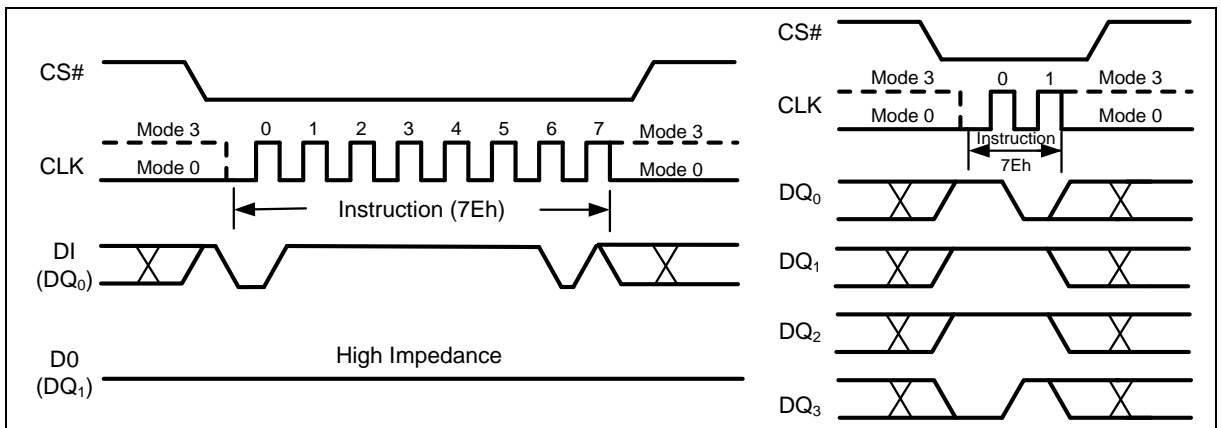 CS#
Mode 3 0 1 2 3 4 5 6 7 Mode 3
CLK
Mode 0 Mode 0
Instruction (7Eh)
DI
(DQ0)
D0
(DQ1)
High Impedance
CS#
Mode 3 0 1 Mode 3
CLK
Mode 0 Mode 0
Instruction
7Eh
DQ0
DQ1
DQ2
DQ3